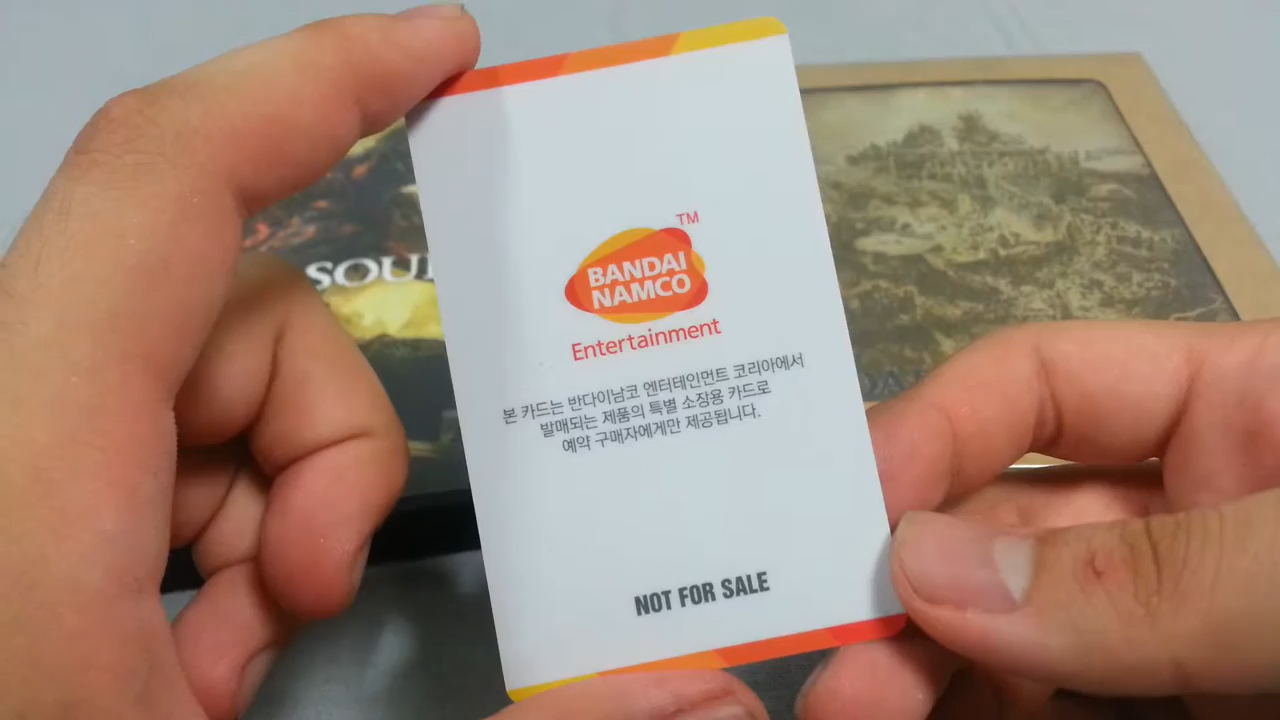 TM
BANDAI
NAMCO
Entertainment
본 카드는 반다이남코 엔터테인먼트 코리아에서
발매되는 제품의 특별 소장용 카드로
예약 구매자에게만 제공됩니다.
NOT FOR SALE